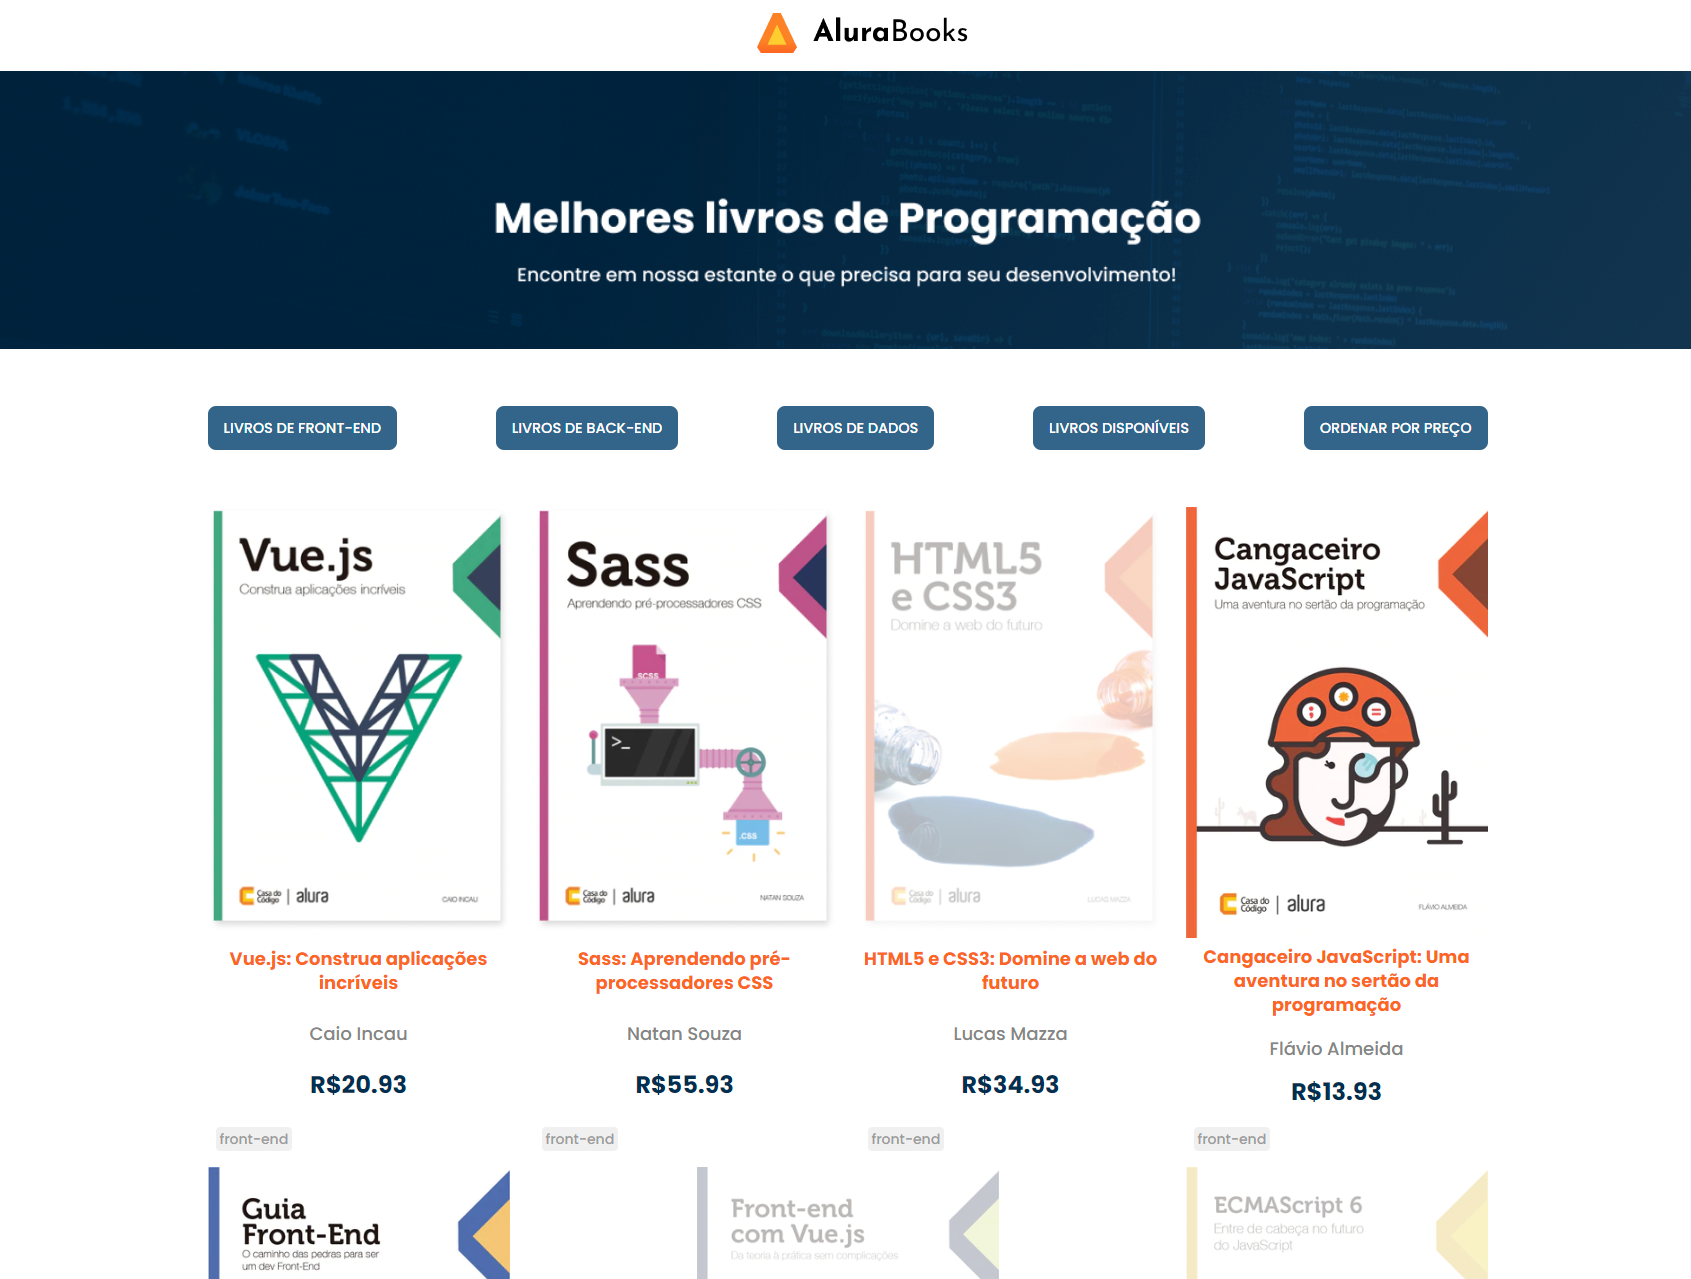 AluraBooks
Melhores livros de Programação
Encontre em nossa estante o que precisa para seu desenvolvimento!
LIVROS DE FRONT-END
LIVROS DE BACK-END
LIVROS DE DADOS
LIVROS DISPONÍVEIS
ORDENAR POR PREÇO
Vue.js
Construa aplicações incríveis
Casa do
Código
alura
CAIO INCAU
Sass
Aprendendo pré-processadores CSS
SCSS
>_
.CSS
Casa do
Código
alura
NATAN SOUZA
HTML5
e CSS3
Domine a web do futuro
Casa do
Código
alura
LUCAS MAZZA
Cangaceiro
JavaScript
Uma aventura no sertão da programação
; * =
Casa do
Código
alura
FLÁVIO ALMEIDA
Vue.js: Construa aplicações
incríveis
Caio Incau
R$20.93
front-end
Sass: Aprendendo pré-
processadores CSS
Natan Souza
R$55.93
front-end
HTML5 e CSS3: Domine a web do
futuro
Lucas Mazza
R$34.93
front-end
Cangaceiro JavaScript: Uma
aventura no sertão da
programação
Flávio Almeida
R$13.93
front-end
Guia
Front-End
O caminho das pedras para ser
um dev Front-End
Front-end
com Vue.js
Da teoria à prática sem complicações
ECMAScript 6
Entre de cabeça no futuro
do JavaScript